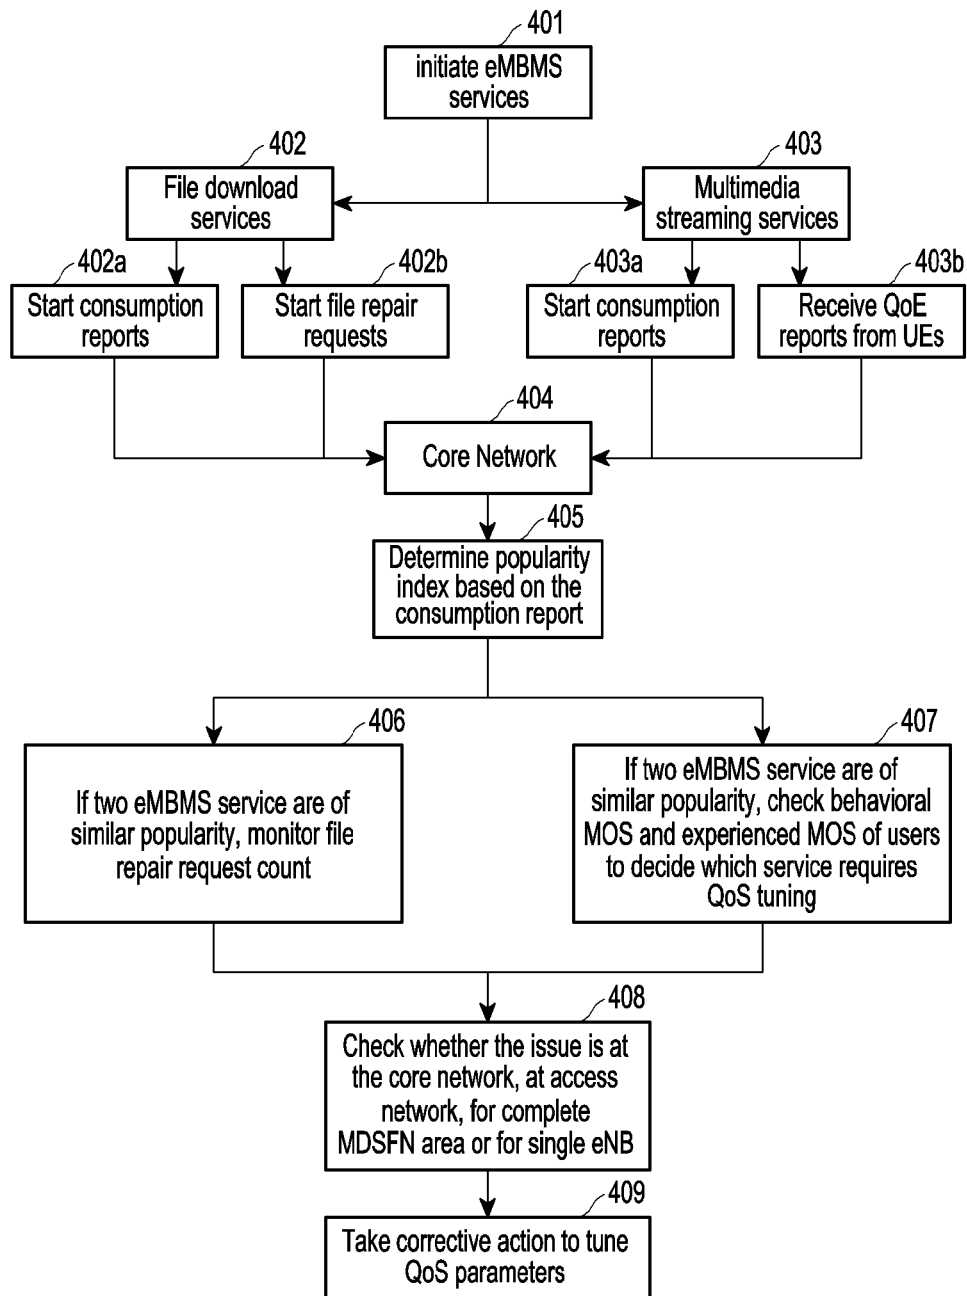 401
initiate eMBMS
services
402
File download
services
403
Multimedia
streaming services
402a
Start consumption
reports
402b
Start file repair
requests
403a
Start consumption
reports
403b
Receive QoE
reports from UEs
404
Core Network
405
Determine popularity
index based on the
consumption report
406
If two eMBMS service are of
similar popularity, monitor file
repair request count
407
If two eMBMS service are of
similar popularity, check behavioral
MOS and experienced MOS of users
to decide which service requires
QoS tuning
408
Check whether the issue is at
the core network, at access
network, for complete
MDSFN area or for single eNB
409
Take corrective action to tune
QoS parameters